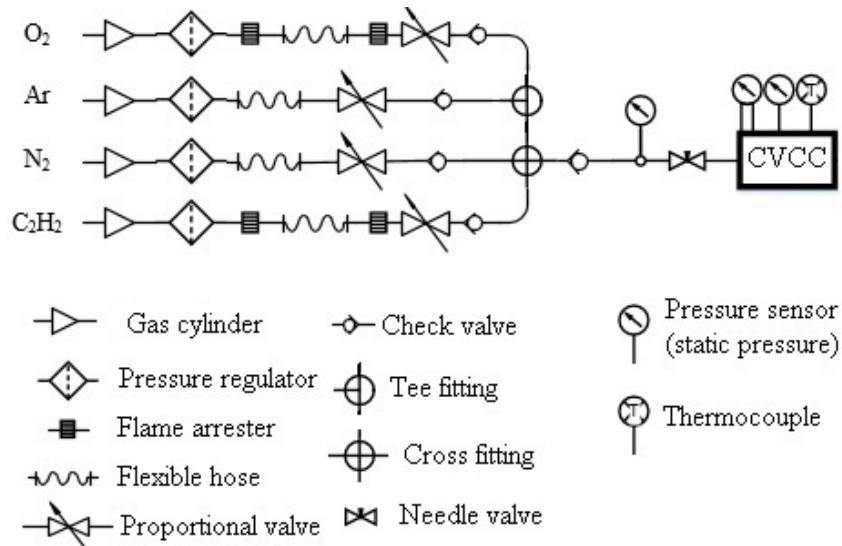 O₂
Ar
N₂
C₂H₂
T
CVCC
Gas cylinder
Pressure regulator
Flame arrester
Flexible hose
Proportional valve
Check valve
Tee fitting
Cross fitting
Needle valve
Pressure sensor
(static pressure)
T
Thermocouple